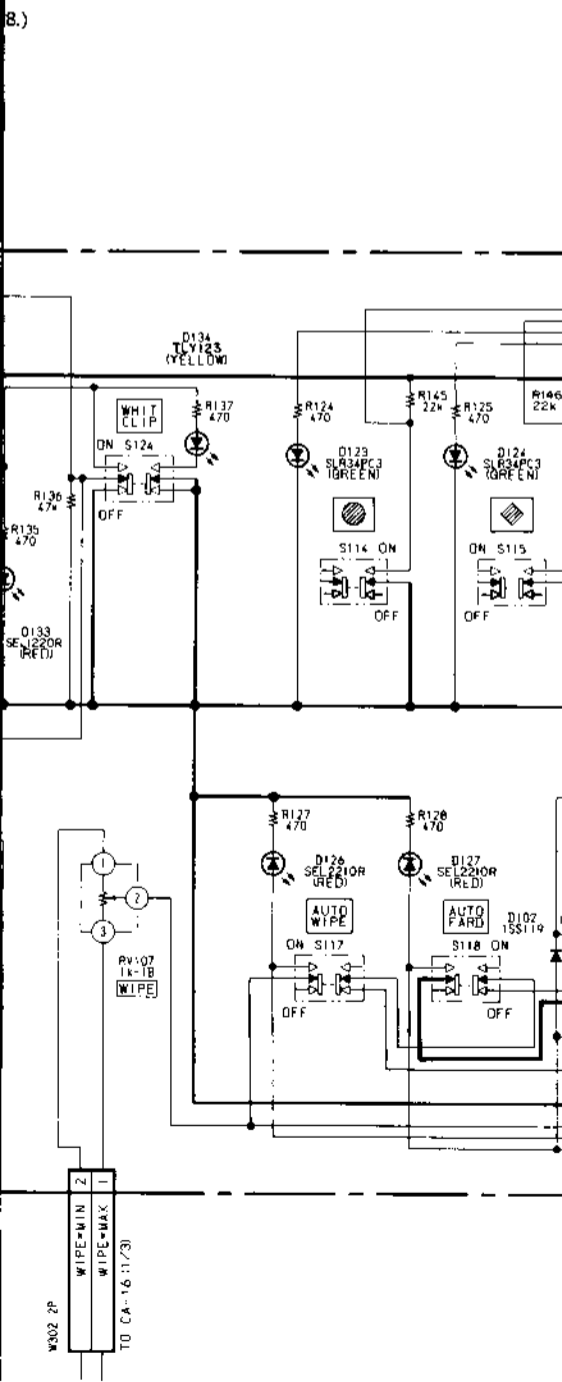 8.)
D134
TLY123
(YELLOW)
WHIT
CLIP
R137
470
R124
470
R145
22K
R125
470
R146
22K
ON S124
OFF
R136
47K
R135
470
D133
SEL1220R
(RED)
D123
SLR34PC3
(GREEN)
D124
SLR34PC3
(GREEN)
S114 ON
OFF
ON S115
OFF
R127
470
R128
470
D126
SEL2210R
(RED)
D127
SEL2210R
(RED)
1
2
3
AUTO
WIPE
AUTO
FARD
D102
1SS119
ON S117
OFF
S118 ON
OFF
RV107
1K-1B
WIPE
2
1
WIPE=MIN
WIPE=MAX
W302 2P
TO CA-16 (1/3)